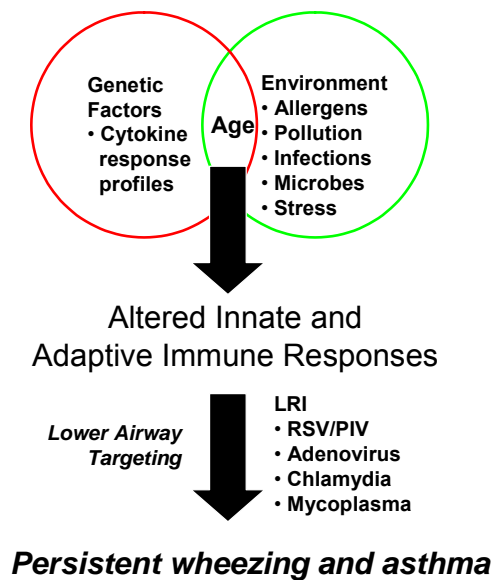 Genetic
Factors
• Cytokine
response
profiles
Age
Environment
• Allergens
• Pollution
• Infections
• Microbes
• Stress
Altered Innate and
Adaptive Immune Responses
Lower Airway
Targeting
LRI
• RSV/PIV
• Adenovirus
• Chlamydia
• Mycoplasma
Persistent wheezing and asthma